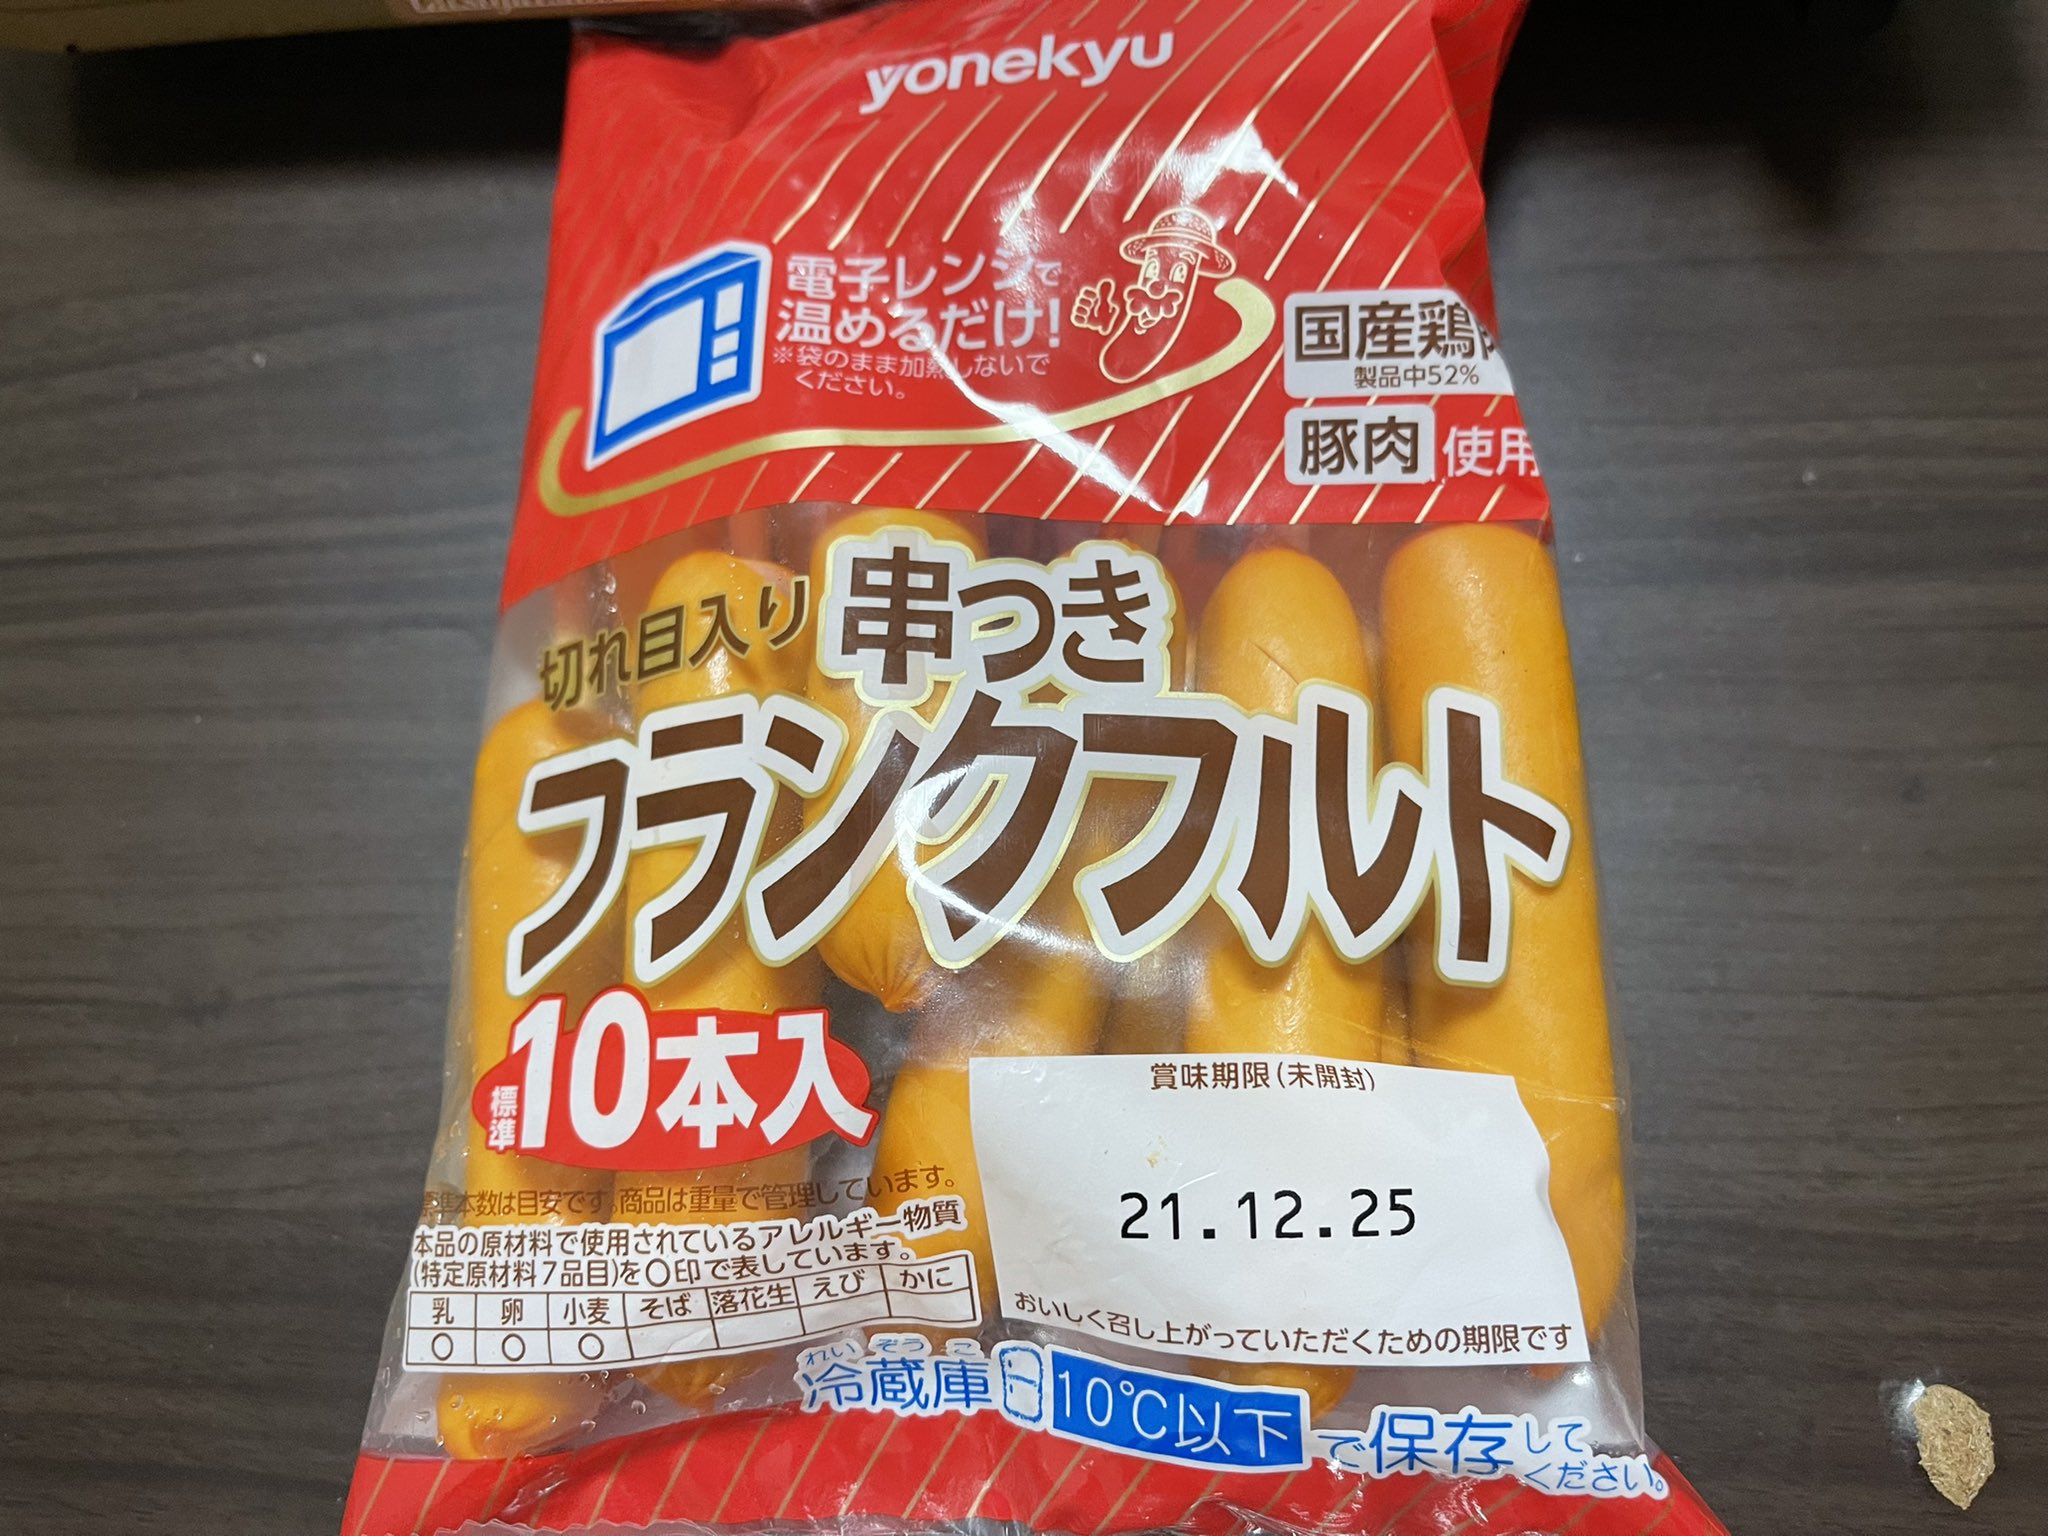 yonekyu
電子レンジで
温めるだけ!
※袋のまま加熱しないで
ください。
国産鶏肉
製品中52%
豚肉 使用
切れ目入り 串つき
フランクフルト
標準 10本入
標準本数は目安です。商品は重量で管理しています。
本品の原材料で使用されているアレルギー物質
(特定原材料7品目)を〇印で表しています。
乳 卵 小麦 そば 落花生 えび かに
〇 〇 〇
賞味期限(未開封)
21.12.25
おいしく召し上がっていただくための期限です
れいぞうこ
冷蔵庫 10℃以下で保存して
ください。